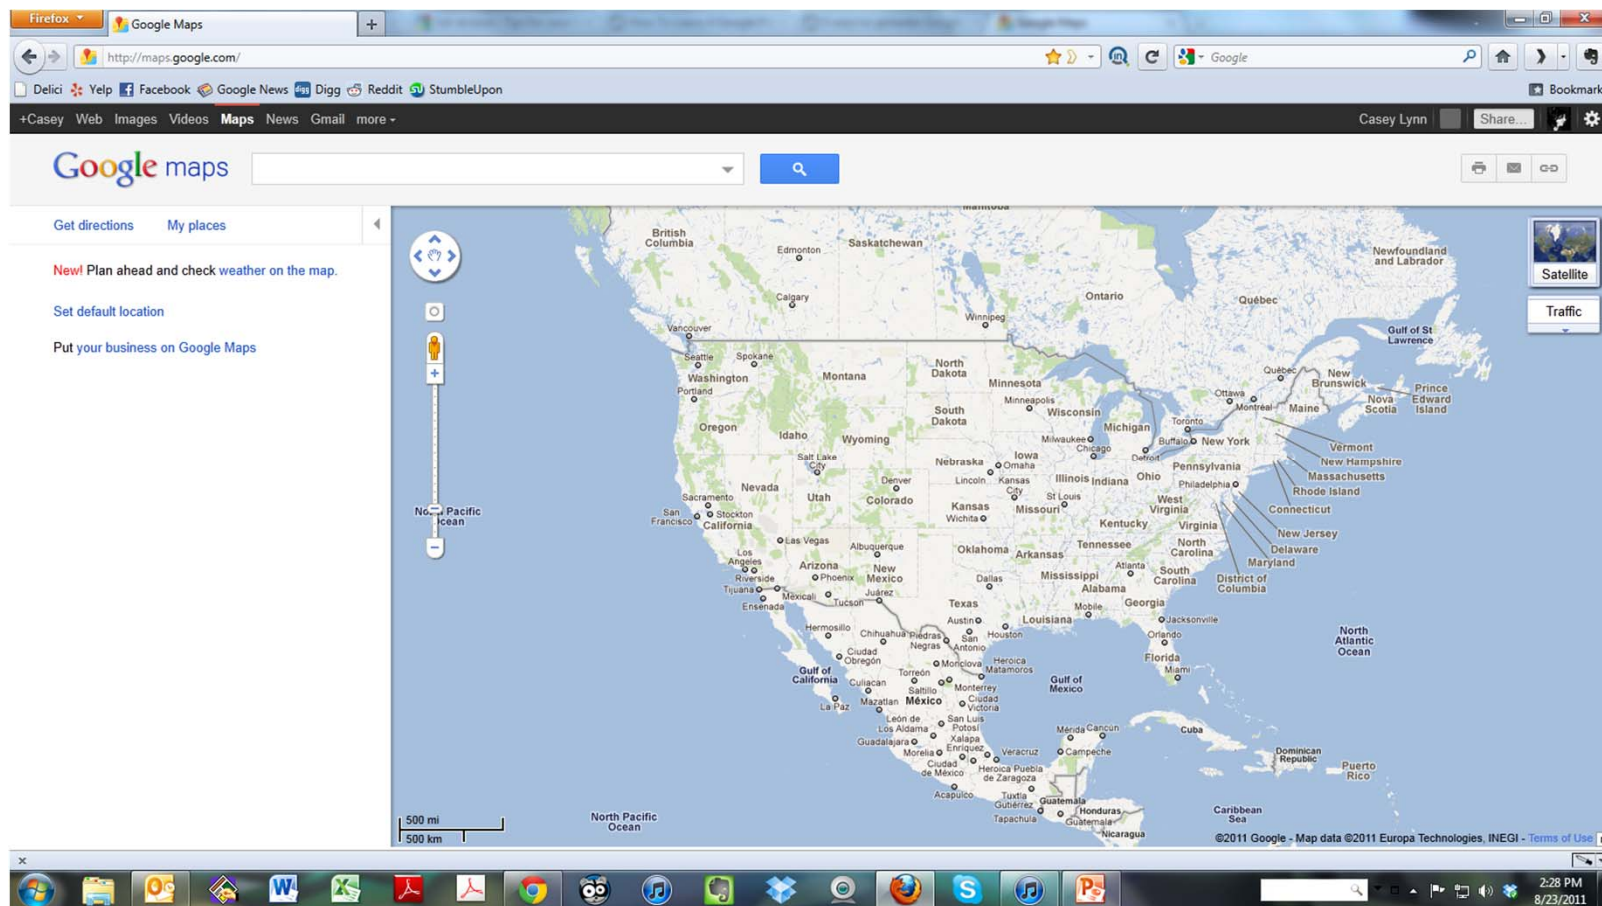 Firefox
Google Maps
+
http://maps.google.com/
Google
Delici Yelp Facebook Google News Digg Reddit StumbleUpon
Bookmark
+Casey Web Images Videos Maps News Gmail more
Casey Lynn
Share...
Google maps
Get directions My places
New! Plan ahead and check weather on the map.
Set default location
Put your business on Google Maps
Satellite
Traffic
Manitoba
British
Columbia
Edmonton
Saskatchewan
Newfoundland
and Labrador
Calgary
Ontario
Québec
Winnipeg
Vancouver
Gulf of St
Lawrence
Seattle
Spokane
Washington
Portland
Montana
North
Dakota
Minnesota
Minneapolis
Québec
New
Brunswick
Prince
Edward
Island
Nova
Scotia
Ottawa
Montréal
Maine
South
Dakota
Wisconsin
Michigan
Toronto
Oregon
Idaho
Wyoming
Milwaukee
Chicago
Detroit
Buffalo
New York
Vermont
New Hampshire
Massachusetts
Rhode Island
Connecticut
New Jersey
Delaware
Maryland
District of
Columbia
Salt Lake
City
Nebraska
Iowa
Omaha
Lincoln
Pennsylvania
Philadelphia
Nevada
Utah
Denver
Colorado
Kansas
City
Illinois
Indiana
Ohio
Sacramento
Stockton
San
Francisco
California
Kansas
Wichita
St Louis
Missouri
West
Virginia
Virginia
Kentucky
Las Vegas
Albuquerque
Oklahoma
Arkansas
Tennessee
North
Carolina
Los
Angeles
Riverside
Arizona
Phoenix
New
Mexico
Dallas
Mississippi
Atlanta
South
Carolina
Alabama
Georgia
Tijuana
Mexicali
Ensenada
Tucson
Juárez
Texas
Austin
Louisiana
Mobile
Jacksonville
Hermosillo
Chihuahua
Piedras
Negras
San
Antonio
Houston
Orlando
Florida
Miami
North
Atlantic
Ocean
Ciudad
Obregón
Monclova
Heroica
Matamoros
Gulf of
California
Torreón
Culiacan
Saltillo
Monterrey
Gulf of
Mexico
La Paz
Mazatlan
México
Ciudad
Victoria
León de
Los Aldama
San Luis
Potosí
Mérida
Cancún
Cuba
Guadalajara
Xalapa
Enríquez
Morelia
Veracruz
Campeche
Dominican
Republic
Puerto
Rico
Ciudad
de México
Heroica Puebla
de Zaragoza
Acapulco
Tuxtla
Gutiérrez
Guatemala
Honduras
Tapachula
Guatemala
Nicaragua
Caribbean
Sea
North Pacific
Ocean
500 mi
500 km
©2011 Google - Map data ©2011 Europa Technologies, INEGI - Terms of Use
2:28 PM
8/23/2011